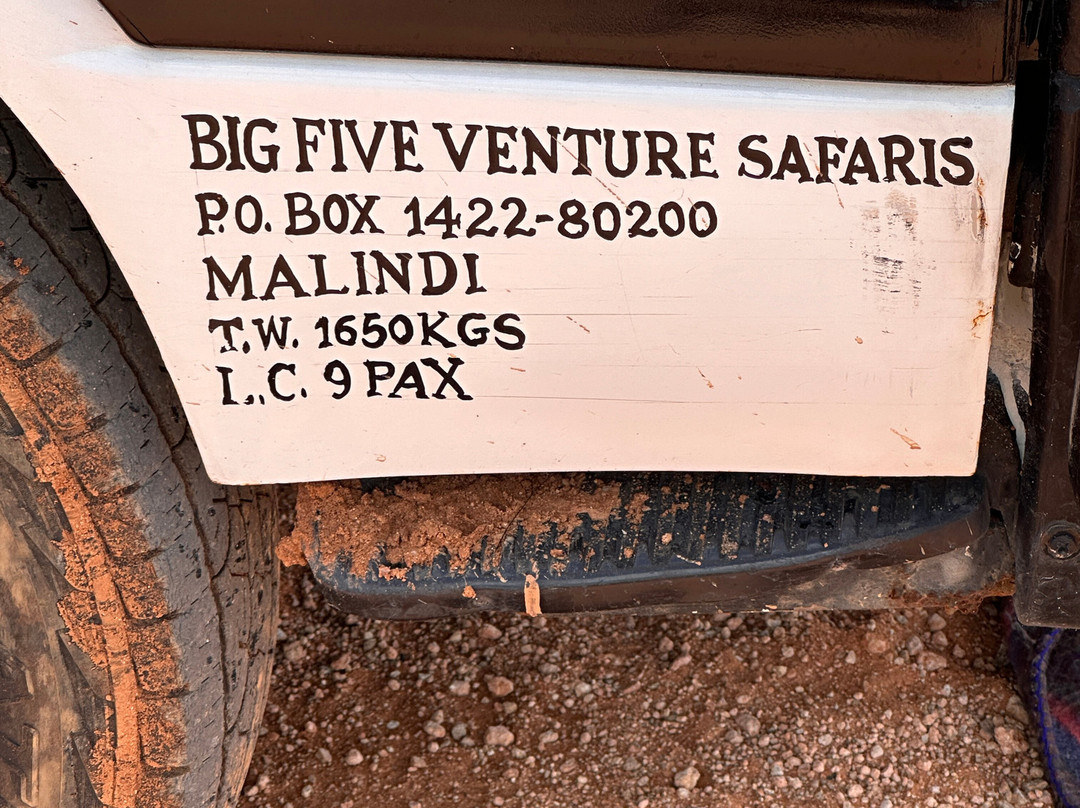 BIG FIVE VENTURE SAFARIS
P.O. BOX 1422-80200
MALINDI
T.W. 1650KGS
L.C. 9 PAX